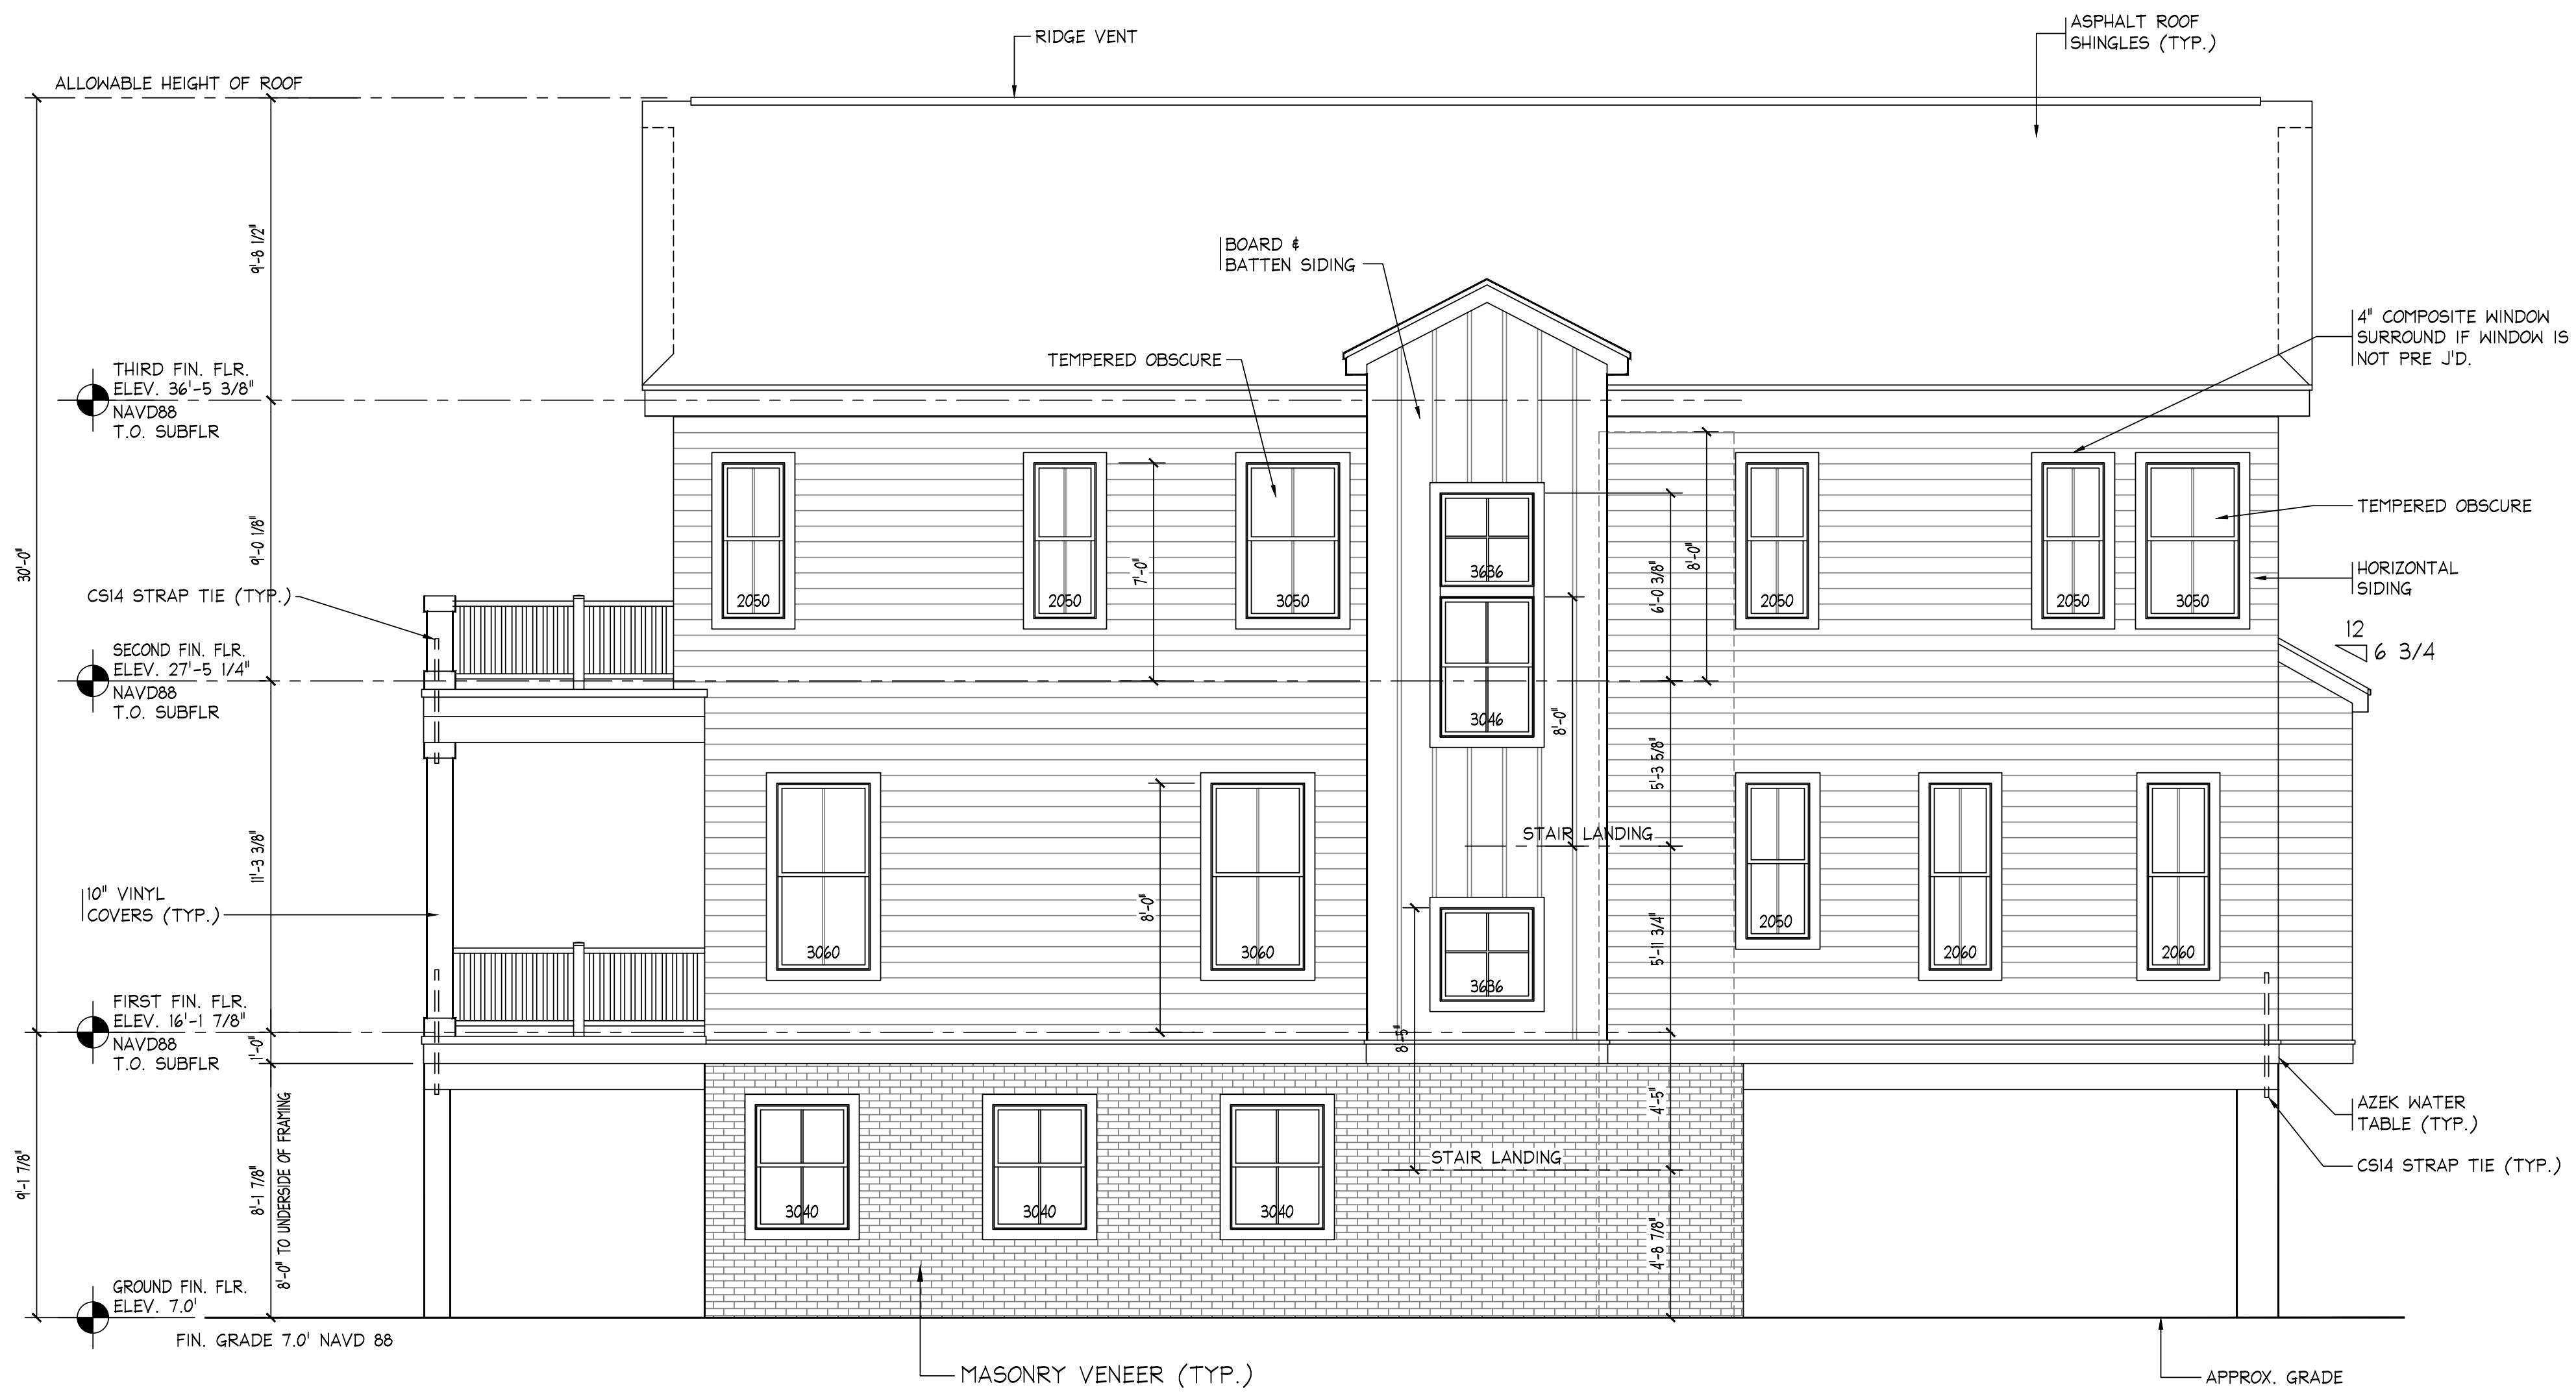 RIDGE VENT
ASPHALT ROOF
SHINGLES (TYP.)
ALLOWABLE HEIGHT OF ROOF
9'-8 1/2"
BOARD &
BATTEN SIDING
4" COMPOSITE WINDOW
SURROUND IF WINDOW IS
NOT PRE J'D.
TEMPERED OBSCURE
THIRD FIN. FLR.
ELEV. 36'-5 3/8"
NAVD88
T.O. SUBFLR
30'-0"
9'-0 1/8"
7'-0"
8'-0"
6'-0 3/8"
TEMPERED OBSCURE
HORIZONTAL
SIDING
2050
2050
3050
3636
2050
2050
3050
CS14 STRAP TIE (TYP.)
12
6 3/4
SECOND FIN. FLR.
ELEV. 27'-5 1/4"
NAVD88
T.O. SUBFLR
3046
8'-0"
5'-3 5/8"
STAIR LANDING
11'-3 3/8"
10" VINYL
COVERS (TYP.)
8'-0"
5'-11 3/4"
3060
3060
3636
2050
2060
2060
FIRST FIN. FLR.
ELEV. 16'-1 7/8"
NAVD88
T.O. SUBFLR
1'-0"
8'-5"
4'-5"
AZEK WATER
TABLE (TYP.)
STAIR LANDING
CS14 STRAP TIE (TYP.)
9'-1 7/8"
8'-1 7/8"
8'-0" TO UNDERSIDE OF FRAMING
3040
3040
3040
4'-8 7/8"
GROUND FIN. FLR.
ELEV. 7.0'
FIN. GRADE 7.0' NAVD 88
MASONRY VENEER (TYP.)
APPROX. GRADE